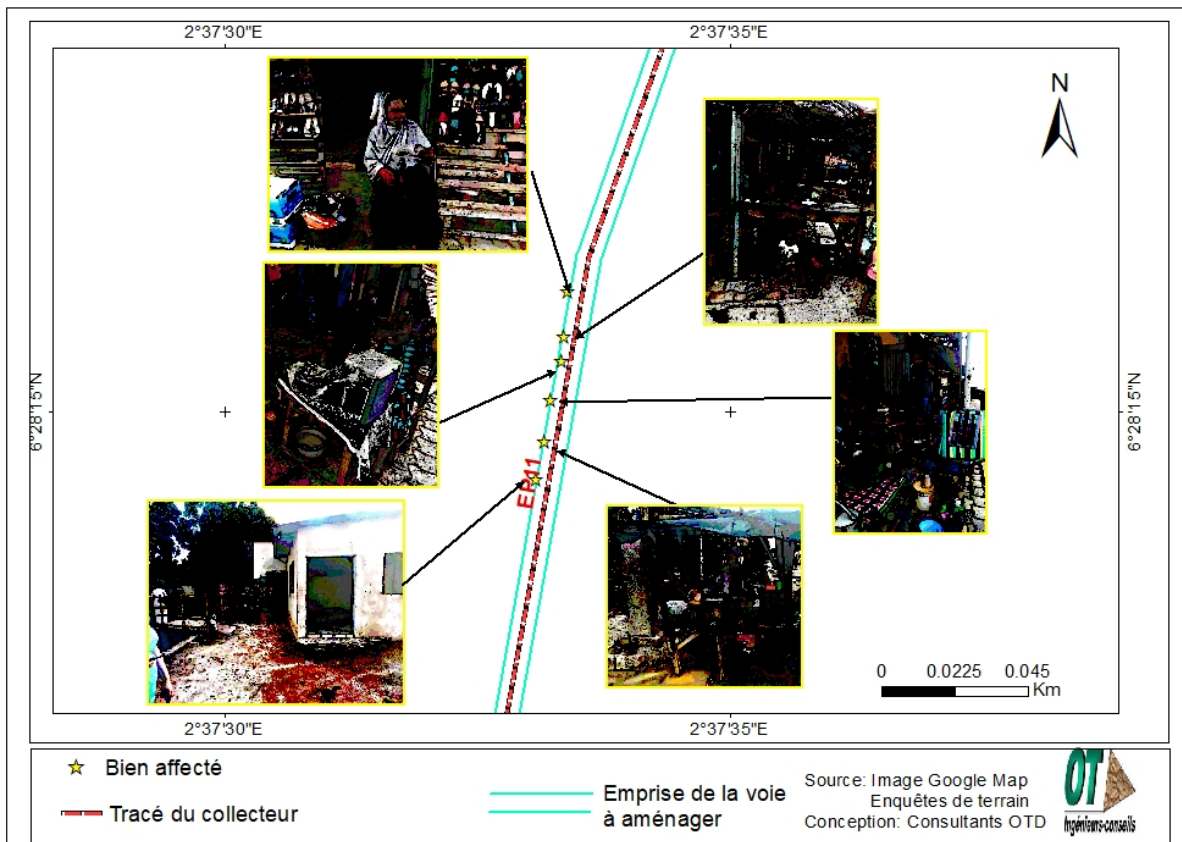 2°37'30"E
2°37'35"E
N
6°28'15"N
6°28'15"N
EP41
0 0.0225 0.045
Km
2°37'30"E
2°37'35"E
Bien affecté
Tracé du collecteur
Emprise de la voie
à aménager
Source: Image Google Map
Enquêtes de terrain
Conception: Consultants OTD
OT
Ingénieurs-conseils